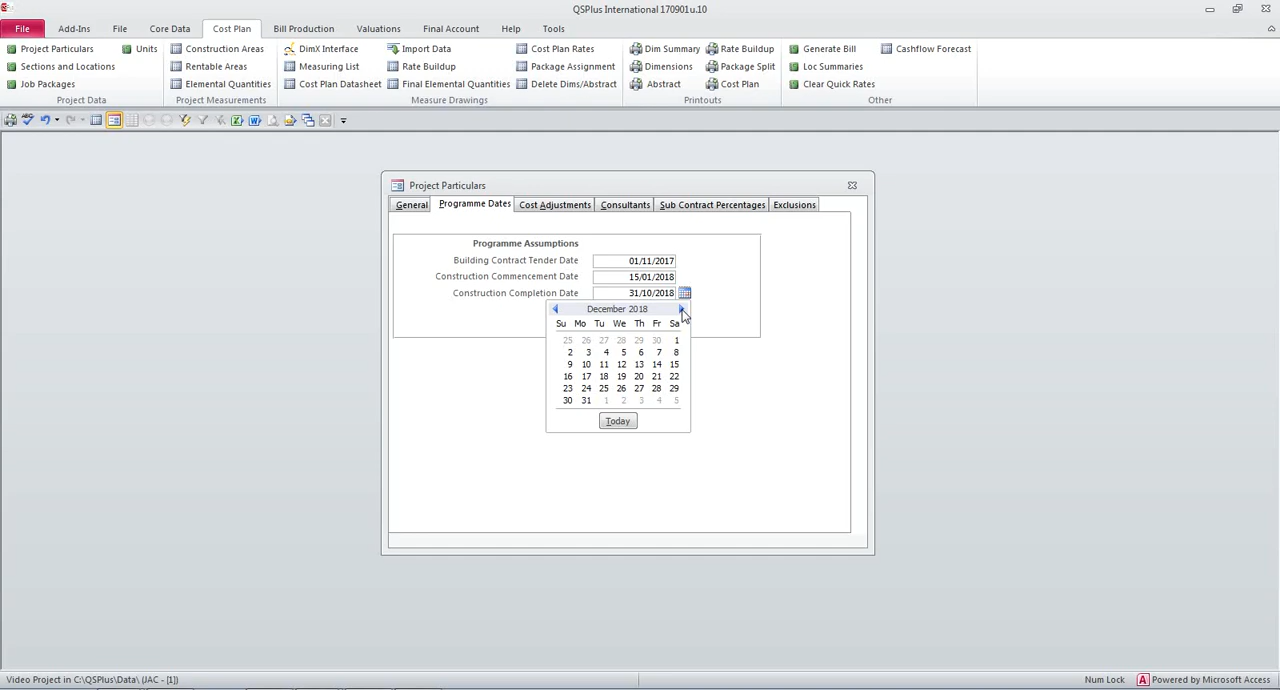 QSPlus International 170901u.10
File Add-Ins File Core Data Cost Plan Bill Production Valuations Final Account Help Tools
Project Particulars Units Construction Areas DimX Interface Import Data Cost Plan Rates Dim Summary Rate Buildup Generate Bill Cashflow Forecast
Sections and Locations Rentable Areas Measuring List Rate Buildup Package Assignment Dimensions Package Split Loc Summaries
Job Packages Elemental Quantities Cost Plan Datasheet Final Elemental Quantities Delete Dims/Abstract Abstract Cost Plan Clear Quick Rates
Project Data Project Measurements Measure Drawings Printouts Other
Project Particulars
General Programme Dates Cost Adjustments Consultants Sub Contract Percentages Exclusions
Programme Assumptions
Building Contract Tender Date 01/11/2017
Construction Commencement Date 15/01/2018
Construction Completion Date 31/10/2018
December 2018
Su Mo Tu We Th Fr Sa
25 26 27 28 29 30 1
2 3 4 5 6 7 8
9 10 11 12 13 14 15
16 17 18 19 20 21 22
23 24 25 26 27 28 29
30 31 1 2 3 4 5
Today
Video Project in C:\QSPlus\Data\ (JAC - [1]) Num Lock A Powered by Microsoft Access